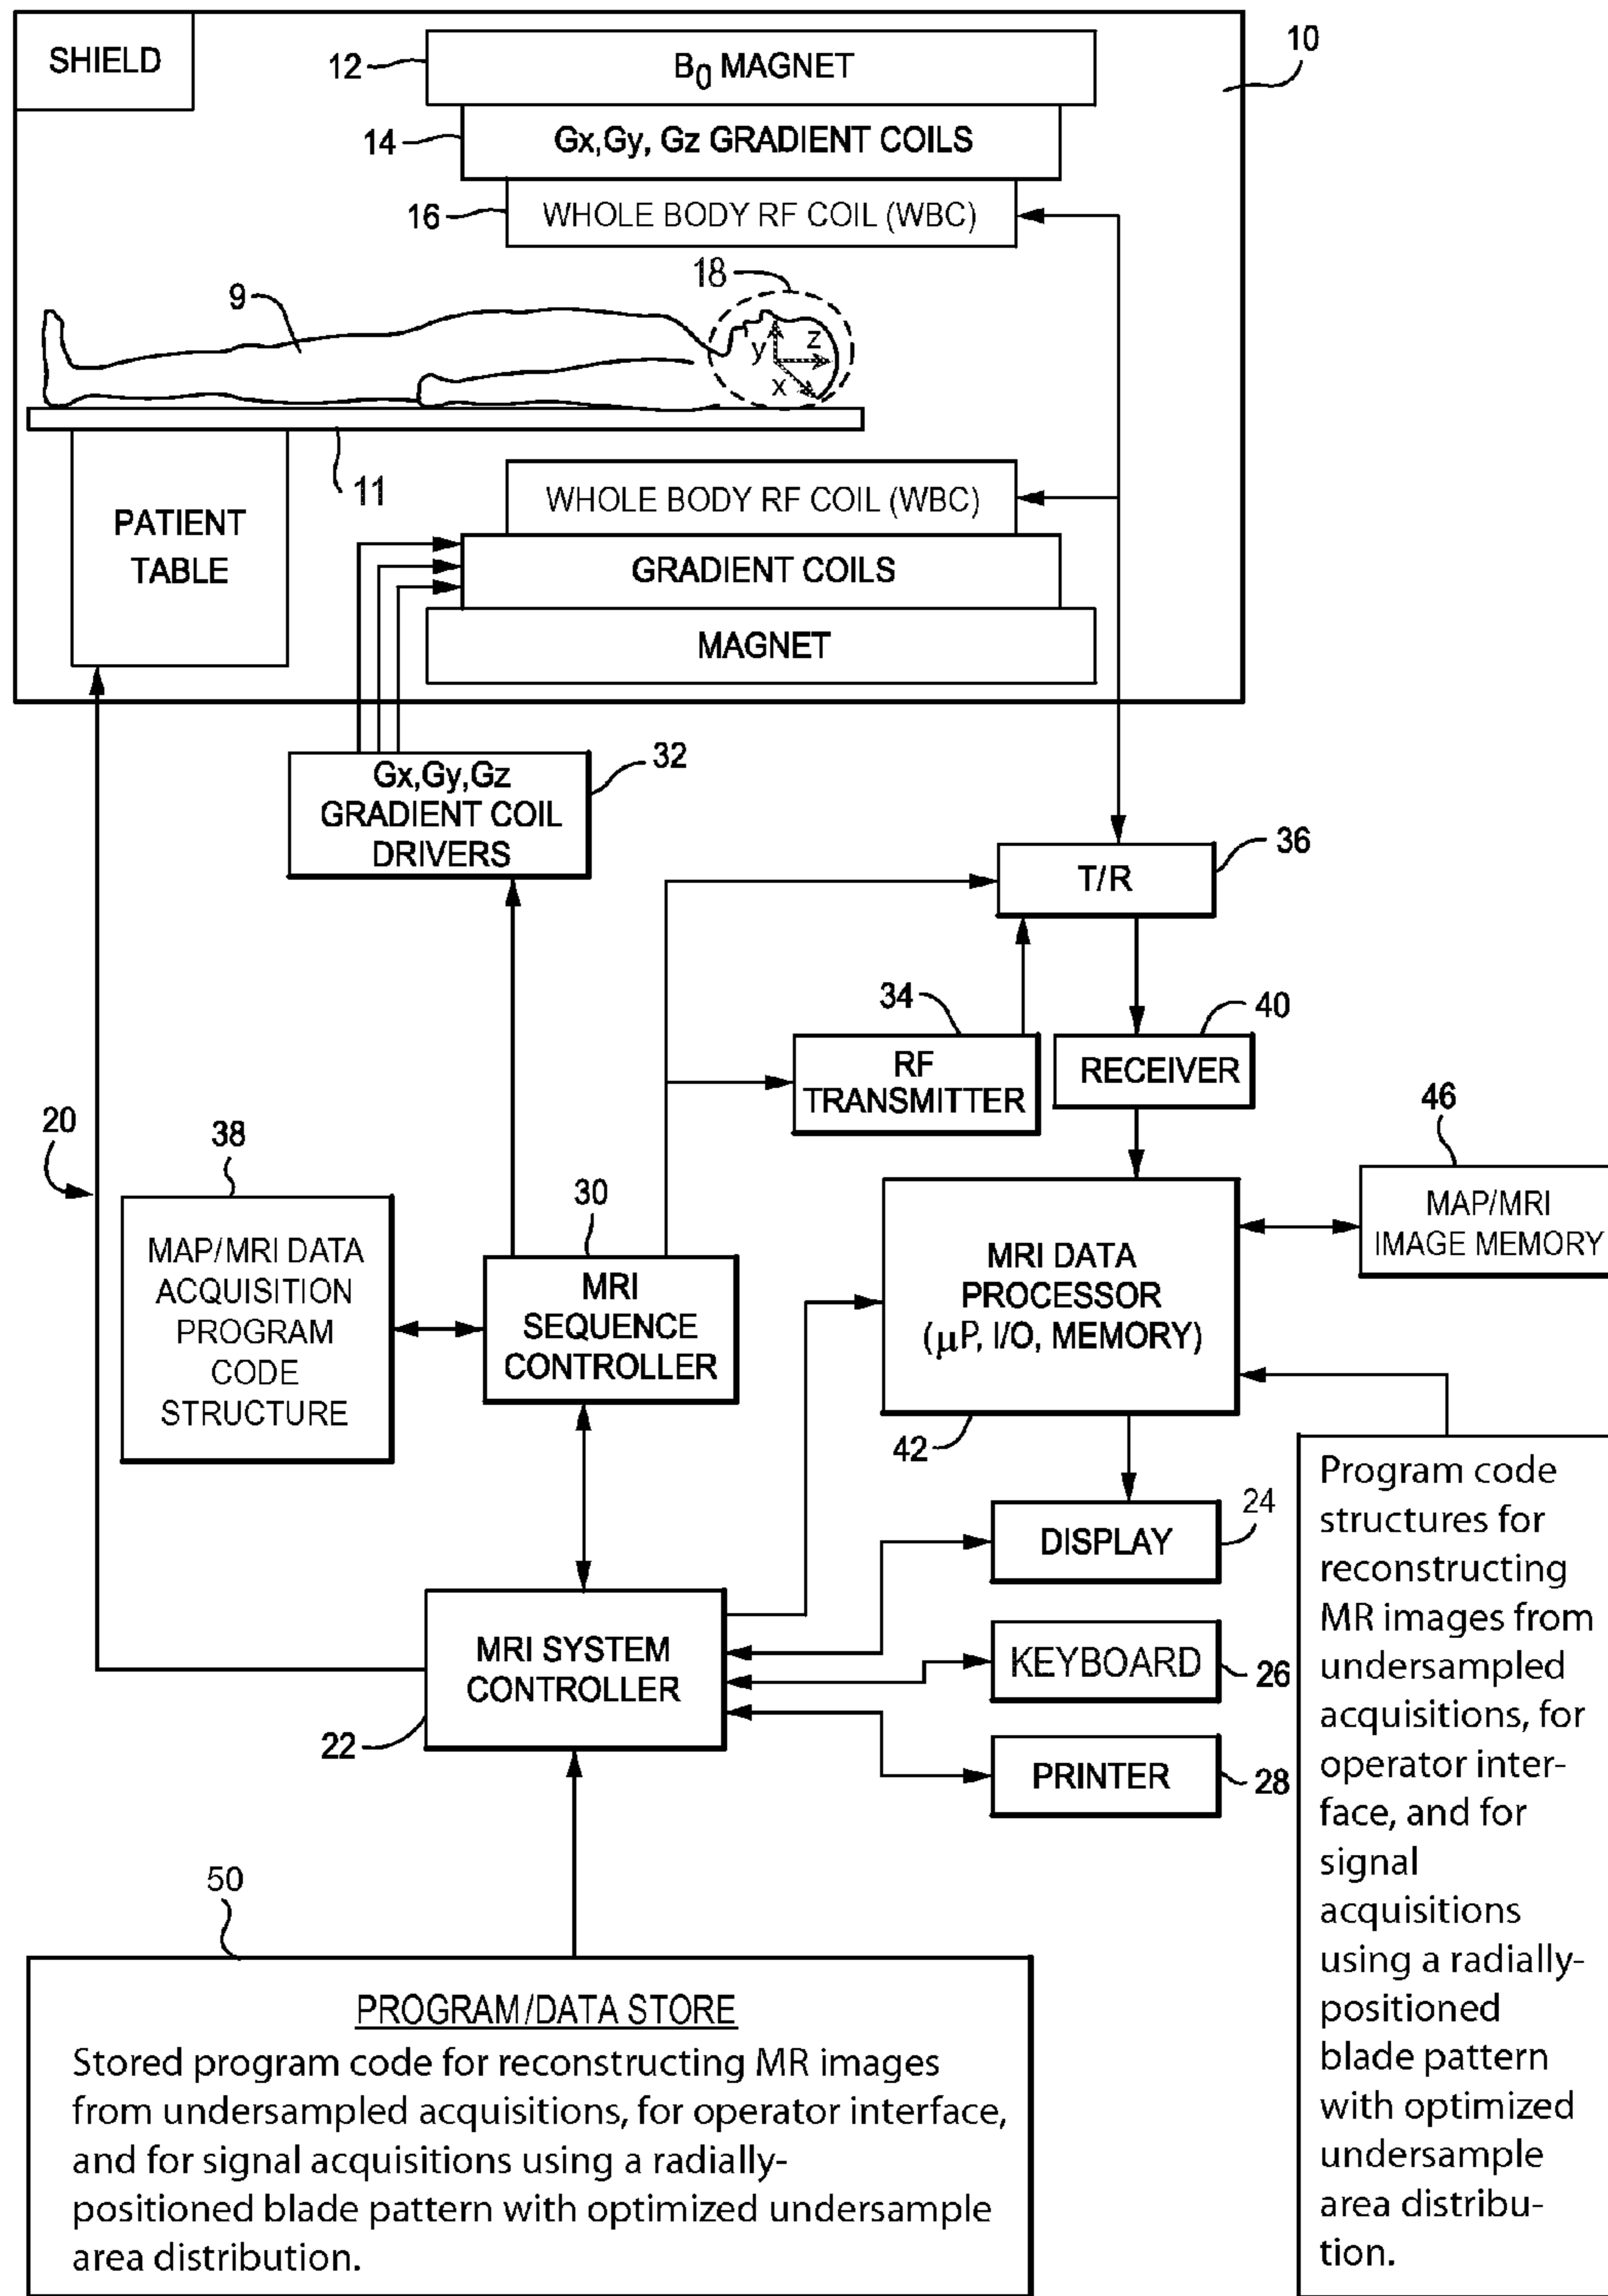 SHIELD
12
B0 MAGNET
10
14
Gx,Gy, Gz GRADIENT COILS
16
WHOLE BODY RF COIL (WBC)
18
9
y
z
x
11
PATIENT
TABLE
WHOLE BODY RF COIL (WBC)
GRADIENT COILS
MAGNET
Gx,Gy,Gz
GRADIENT COIL
DRIVERS
32
T/R
36
34
RF
TRANSMITTER
40
RECEIVER
20
38
MAP/MRI DATA
ACQUISITION
PROGRAM
CODE
STRUCTURE
30
MRI
SEQUENCE
CONTROLLER
MRI DATA
PROCESSOR
(μP, I/O, MEMORY)
42
46
MAP/MRI
IMAGE MEMORY
DISPLAY
24
MRI SYSTEM
CONTROLLER
22
KEYBOARD
26
PRINTER
28
Program code
structures for
reconstructing
MR images from
undersampled
acquisitions, for
operator inter-
face, and for
signal
acquisitions
using a radially-
positioned
blade pattern
with optimized
undersample
area distribu-
tion.
50
PROGRAM/DATA STORE
Stored program code for reconstructing MR images
from undersampled acquisitions, for operator interface,
and for signal acquisitions using a radially-
positioned blade pattern with optimized undersample
area distribution.